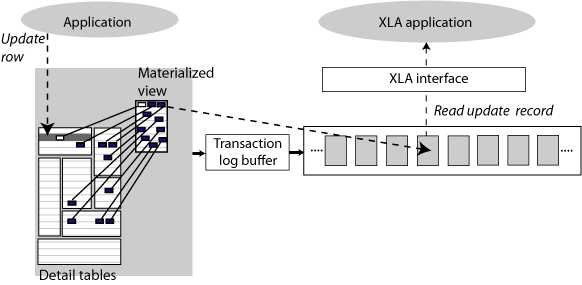 Application
XLA application
Update
row
Materialized
view
XLA interface
Read update record
Transaction
log buffer
....
....
Detail tables